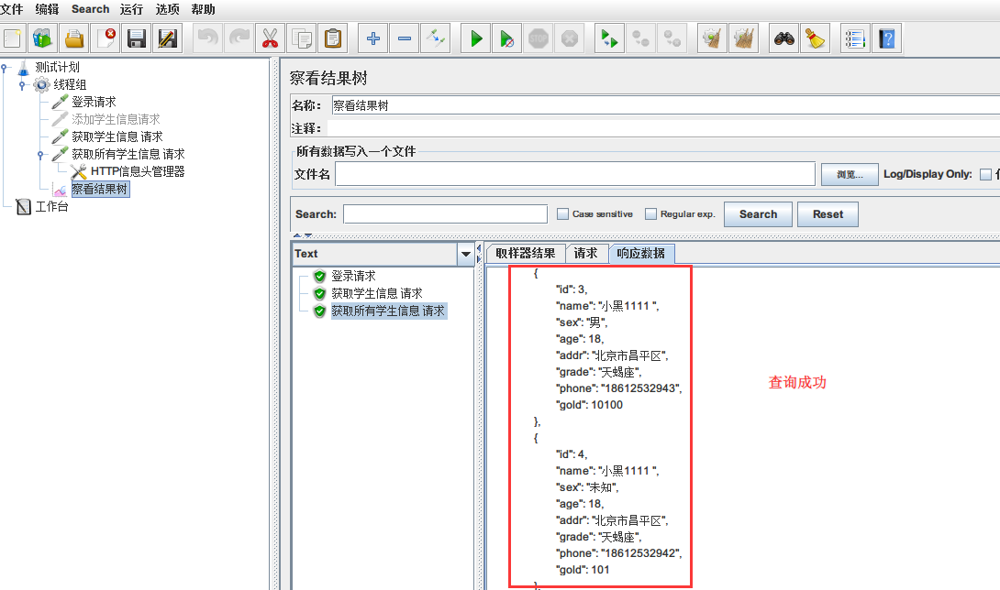 文件 编辑 Search 运行 选项 帮助
STOP
测试计划
线程组
登录请求
添加学生信息请求
获取学生信息 请求
获取所有学生信息 请求
HTTP信息头管理器
察看结果树
工作台
察看结果树
名称: 察看结果树
注释:
所有数据写入一个文件
文件名 浏览... Log/Display Only:
Search: Case sensitive Regular exp. Search Reset
Text
登录请求
获取学生信息 请求
获取所有学生信息 请求
取样器结果 请求 响应数据
{
"id": 3,
"name": "小黑1111 ",
"sex": "男",
"age": 18,
"addr": "北京市昌平区",
"grade": "天蝎座",
"phone": "18612532943",
"gold": 10100
},
{
"id": 4,
"name": "小黑1111 ",
"sex": "未知",
"age": 18,
"addr": "北京市昌平区",
"grade": "天蝎座",
"phone": "18612532942",
"gold": 101
},
查询成功